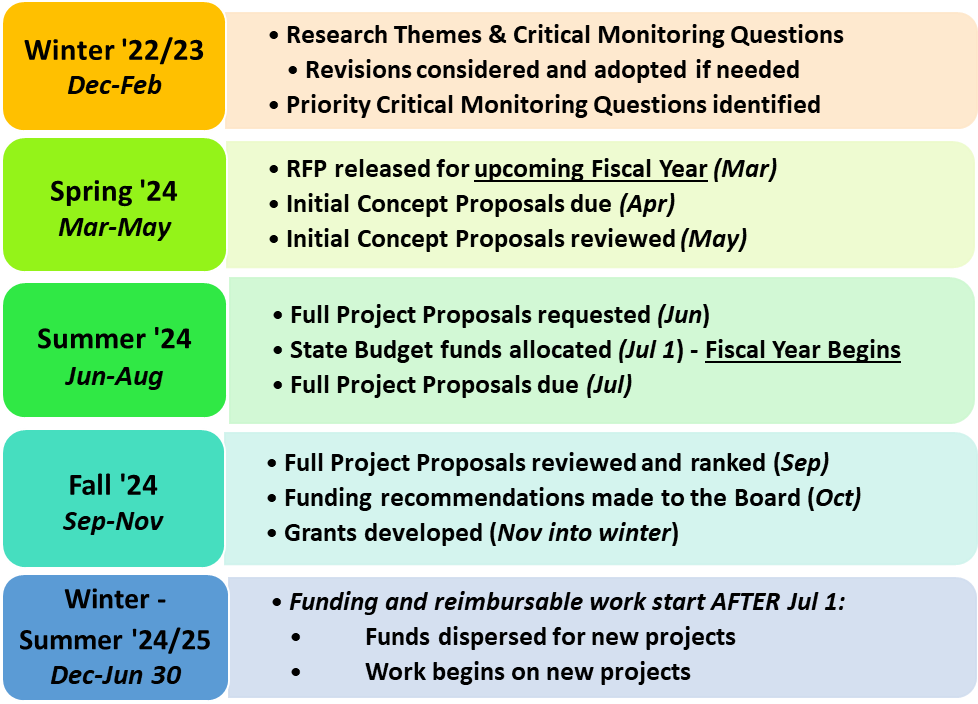 Winter '22/23
Dec-Feb
• Research Themes & Critical Monitoring Questions
• Revisions considered and adopted if needed
• Priority Critical Monitoring Questions identified
Spring '24
Mar-May
• RFP released for upcoming Fiscal Year (Mar)
• Initial Concept Proposals due (Apr)
• Initial Concept Proposals reviewed (May)
Summer '24
Jun-Aug
• Full Project Proposals requested (Jun)
• State Budget funds allocated (Jul 1) - Fiscal Year Begins
• Full Project Proposals due (Jul)
Fall '24
Sep-Nov
• Full Project Proposals reviewed and ranked (Sep)
• Funding recommendations made to the Board (Oct)
• Grants developed (Nov into winter)
Winter -
Summer '24/25
Dec-Jun 30
• Funding and reimbursable work start AFTER Jul 1:
• Funds dispersed for new projects
• Work begins on new projects